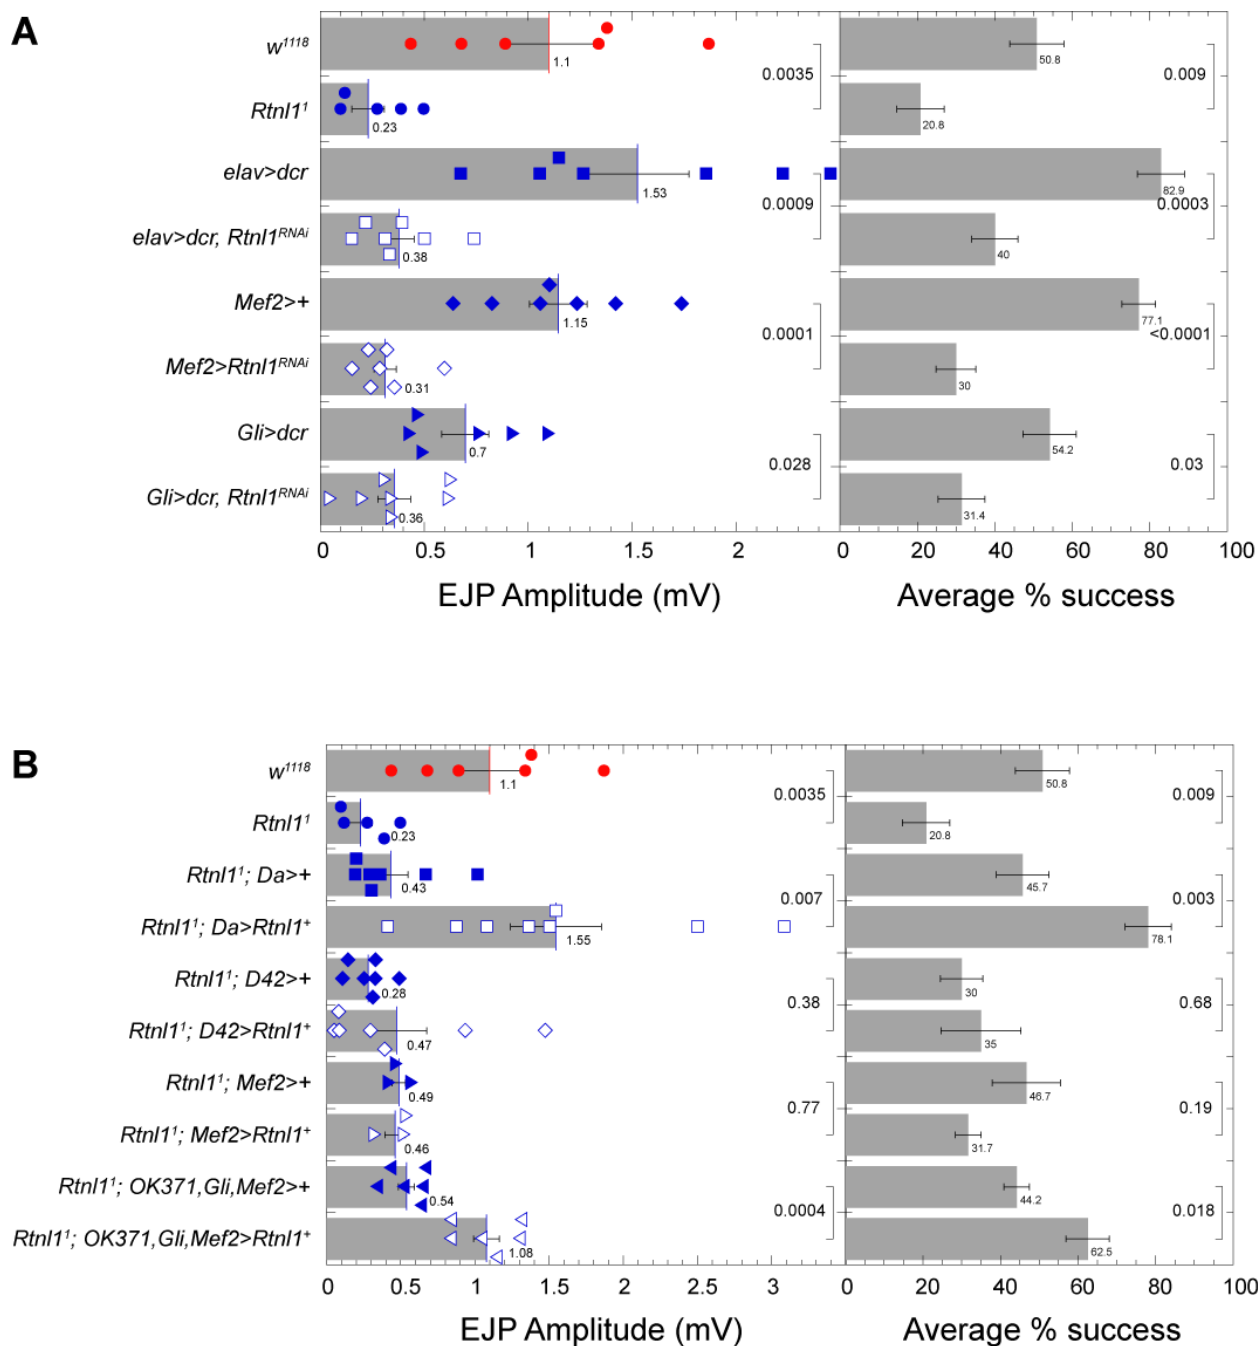 A
w1118
1.1
50.8
0.0035
0.009
Rtnl1¹
0.23
20.8
elav>dcr
1.53
82.9
0.0009
0.0003
elav>dcr, Rtnl1RNAi
0.38
40
Mef2>+
1.15
77.1
0.0001
<0.0001
Mef2>Rtnl1RNAi
0.31
30
Gli>dcr
0.7
54.2
0.028
0.03
Gli>dcr, Rtnl1RNAi
0.36
31.4
0 0.5 1 1.5 2 0 20 40 60 80 100
EJP Amplitude (mV) Average % success
B
w1118
1.1
50.8
0.0035
0.009
Rtnl1¹
0.23
20.8
Rtnl1¹; Da>+
0.43
45.7
0.007
0.003
Rtnl1¹; Da>Rtnl1⁺
1.55
78.1
Rtnl1¹; D42>+
0.28
30
0.38
0.68
Rtnl1¹; D42>Rtnl1⁺
0.47
35
Rtnl1¹; Mef2>+
0.49
46.7
0.77
0.19
Rtnl1¹; Mef2>Rtnl1⁺
0.46
31.7
Rtnl1¹; OK371,Gli,Mef2>+
0.54
44.2
0.0004
0.018
Rtnl1¹; OK371,Gli,Mef2>Rtnl1⁺
1.08
62.5
0 0.5 1 1.5 2 2.5 3 0 20 40 60 80 100
EJP Amplitude (mV) Average % success